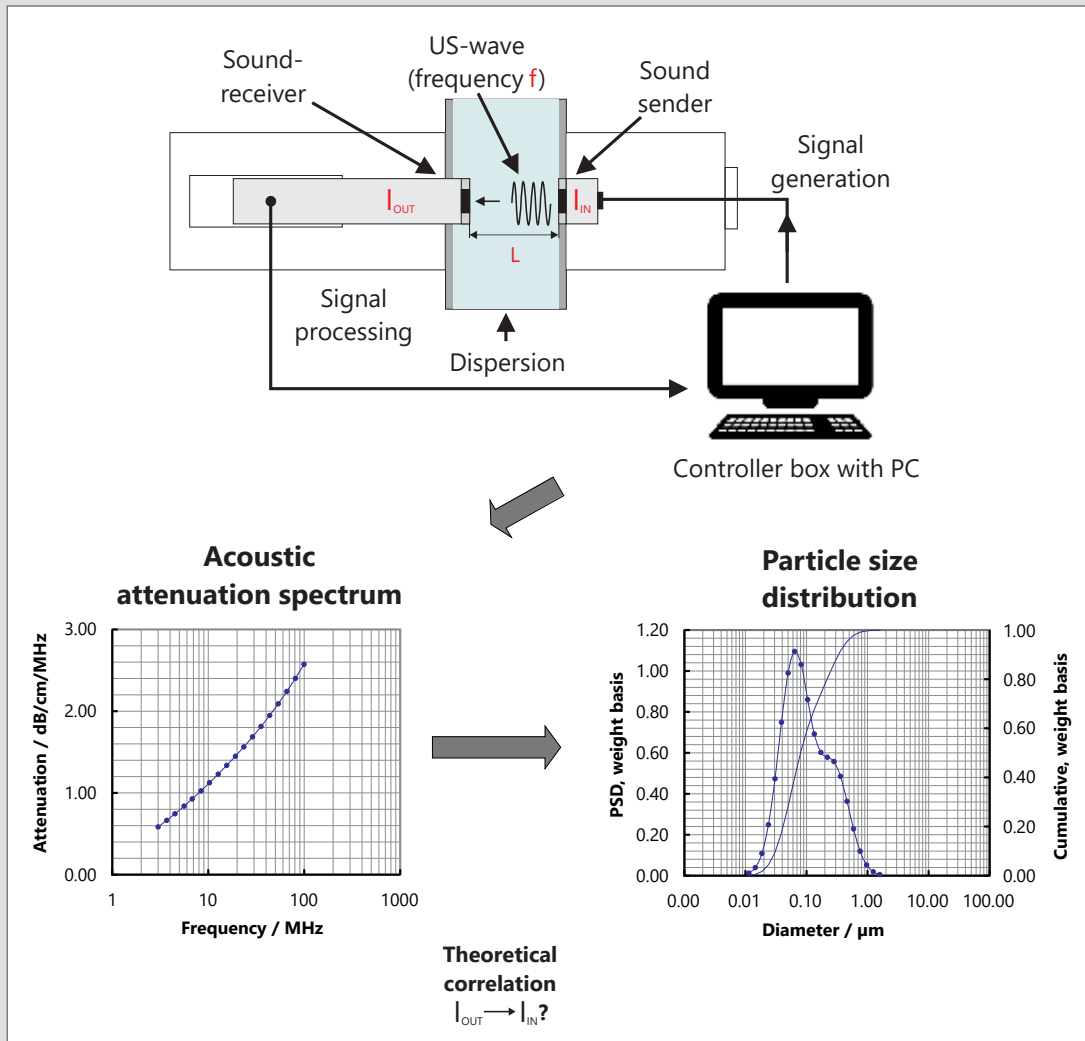 US-wave
(frequency f)
Sound-
receiver
Sound
sender
Signal
generation
I OUT
I IN
L
Signal
processing
Dispersion
Controller box with PC
Acoustic
attenuation spectrum
Attenuation / dB/cm/MHz
3.00
2.00
1.00
0.00
1 10 100 1000
Frequency / MHz
Particle size
distribution
PSD, weight basis
1.20
1.00
0.80
0.60
0.40
0.20
0.00
1.00
0.80
0.60
0.40
0.20
0.00
Cumulative, weight basis
0.00 0.01 0.10 1.00 10.00 100.00
Diameter / µm
Theoretical
correlation
I OUT → I IN ?